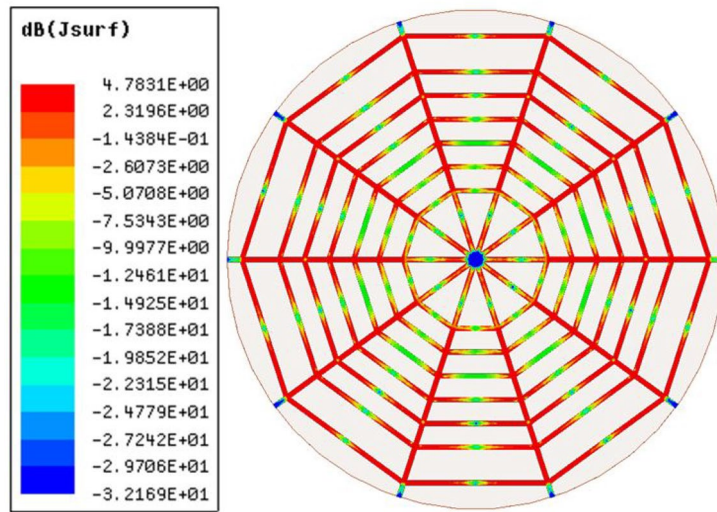 dB(Jsurf)
4.7831E+00
2.3196E+00
-1.4384E-01
-2.6073E+00
-5.0708E+00
-7.5343E+00
-9.9977E+00
-1.2461E+01
-1.4925E+01
-1.7388E+01
-1.9852E+01
-2.2315E+01
-2.4779E+01
-2.7242E+01
-2.9706E+01
-3.2169E+01